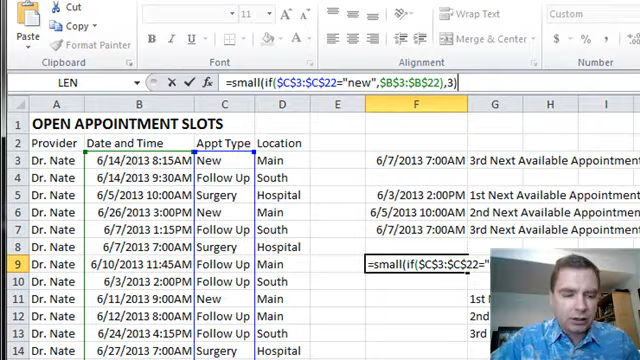 Cut
Copy
Format Painter
B I U
11
A A
Wrap Text
Merge & Center
Custom
$ % ,
Clipboard
Font
Alignment
Number
LEN fx =small(if($C$3:$C$22="new",$B$3:$B$22),3)
A B C D E F G H I
1 OPEN APPOINTMENT SLOTS
2 Provider Date and Time Appt Type Location
3 Dr. Nate 6/14/2013 8:15AM New Main 6/7/2013 7:00AM 3rd Next Available Appointment
4 Dr. Nate 6/14/2013 9:30AM Follow Up South
5 Dr. Nate 6/5/2013 10:00AM Surgery Hospital 6/3/2013 2:00PM 1st Next Available Appointment
6 Dr. Nate 6/26/2013 3:00PM New Main 6/5/2013 10:00AM 2nd Next Available Appointment
7 Dr. Nate 6/7/2013 1:15PM Follow Up South 6/7/2013 7:00AM 3rd Next Available Appointment
8 Dr. Nate 6/7/2013 7:00AM Surgery Hospital
9 Dr. Nate 6/10/2013 11:45AM Follow Up Main =small(if($C$3:$C$22="
10 Dr. Nate 6/3/2013 2:00PM Follow Up South
11 Dr. Nate 6/11/2013 9:00AM New Main 1st N
12 Dr. Nate 6/12/2013 8:00AM Follow Up Main 2nd
13 Dr. Nate 6/24/2013 4:15PM Follow Up South 3rd
14 Dr. Nate 6/27/2013 7:00AM Surgery Hospital